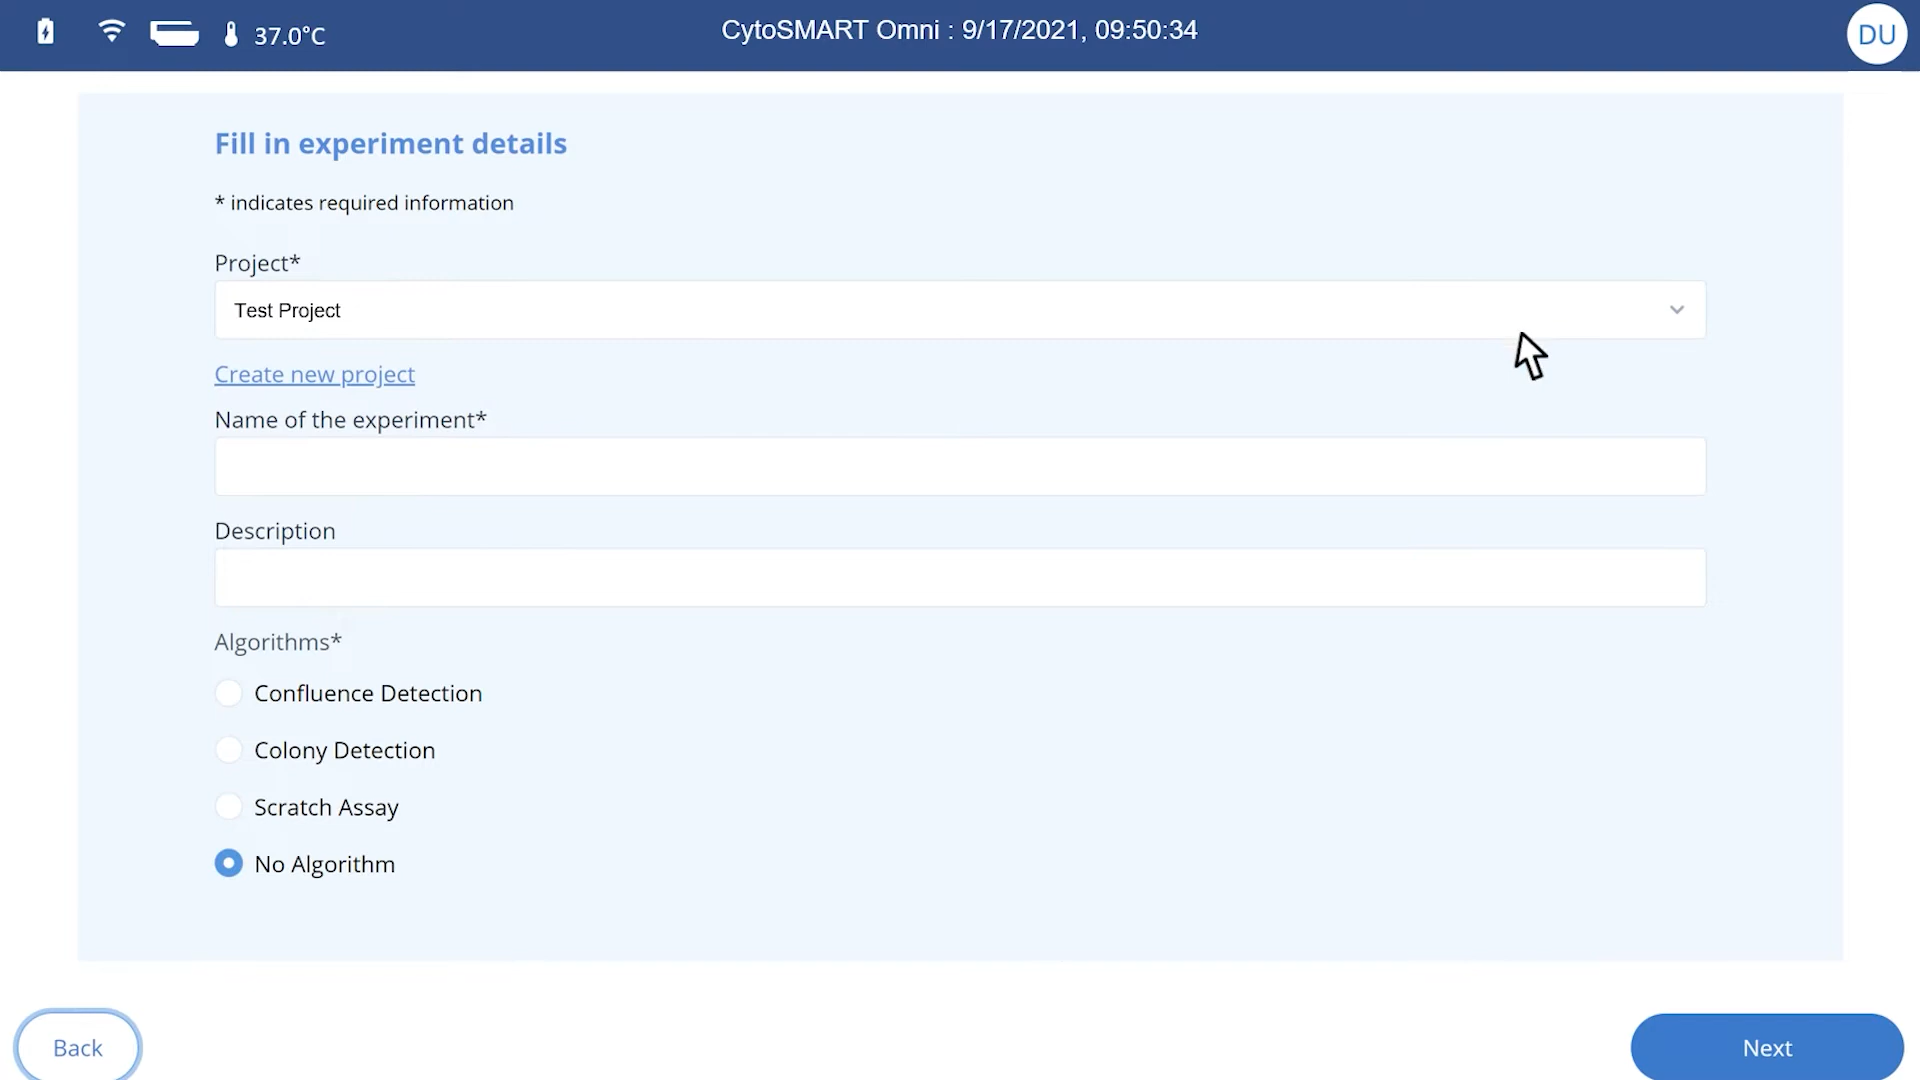 37.0°C
CytoSMART Omni : 9/17/2021, 09:50:34
DU
Fill in experiment details
* indicates required information
Project*
Test Project
Create new project
Name of the experiment*
Description
Algorithms*
Confluence Detection
Colony Detection
Scratch Assay
No Algorithm
Back
Next